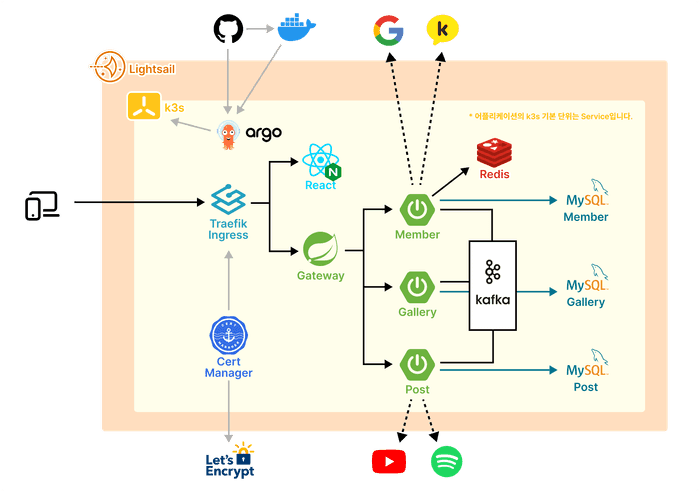 Lightsail
k3s
argo
* 어플리케이션의 k3s 기본 단위는 Service입니다.
React
Redis
Traefik
Ingress
Gateway
Member
MySQL
Member
kafka
Gallery
MySQL
Gallery
CERT
Cert
Manager
Post
MySQL
Post
Let's
Encrypt